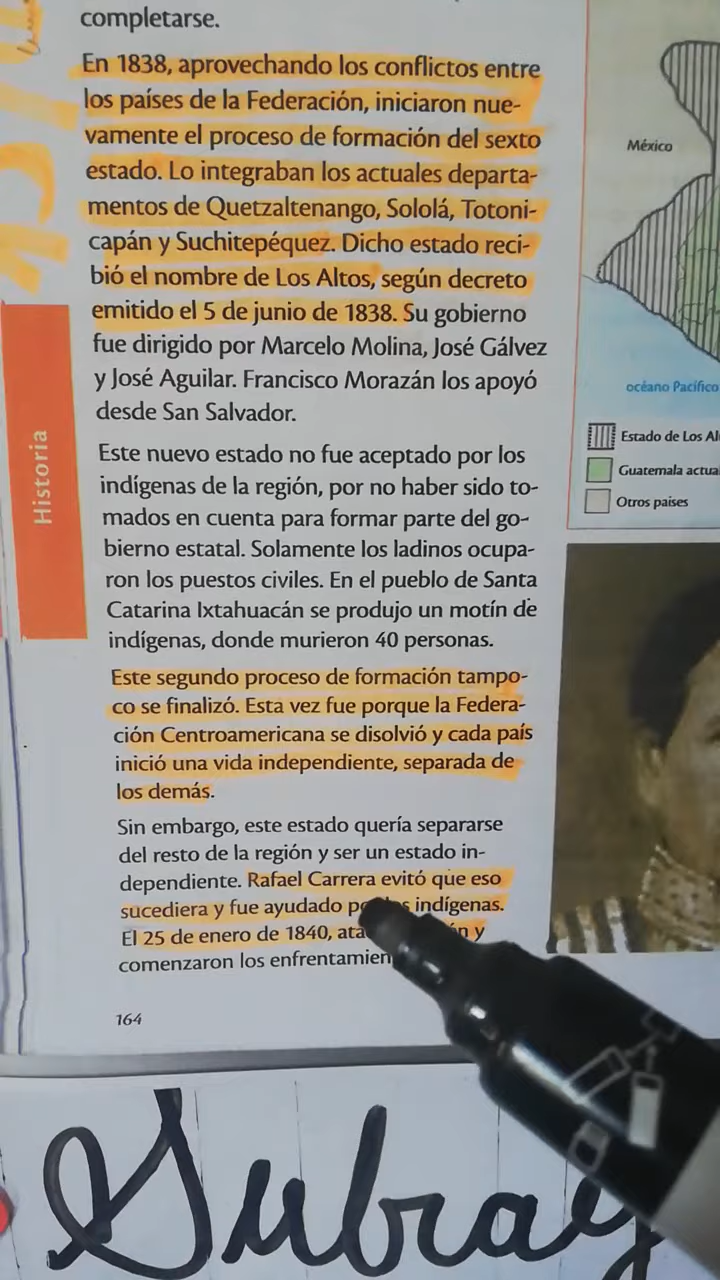 completarse.
En 1838, aprovechando los conflictos entre
los países de la Federación, iniciaron nue-
vamente el proceso de formación del sexto
estado. Lo integraban los actuales departa-
mentos de Quetzaltenango, Sololá, Totoni-
capán y Suchitepéquez. Dicho estado reci-
bió el nombre de Los Altos, según decreto
emitido el 5 de junio de 1838. Su gobierno
fue dirigido por Marcelo Molina, José Gálvez
y José Aguilar. Francisco Morazán los apoyó
desde San Salvador.
Este nuevo estado no fue aceptado por los
indígenas de la región, por no haber sido to-
mados en cuenta para formar parte del go-
bierno estatal. Solamente los ladinos ocupa-
ron los puestos civiles. En el pueblo de Santa
Catarina Ixtahuacán se produjo un motín de
indígenas, donde murieron 40 personas.
Este segundo proceso de formación tampo-
co se finalizó. Esta vez fue porque la Federa-
ción Centroamericana se disolvió y cada país
inició una vida independiente, separada de
los demás.
Sin embargo, este estado quería separarse
del resto de la región y ser un estado in-
dependiente. Rafael Carrera evitó que eso
sucediera y fue ayudado indígenas.
El 25 de enero de 1840, y
comenzaron los
164
Historia
México
océano Pacífico
Estado de Los
Guatemala
Otros países